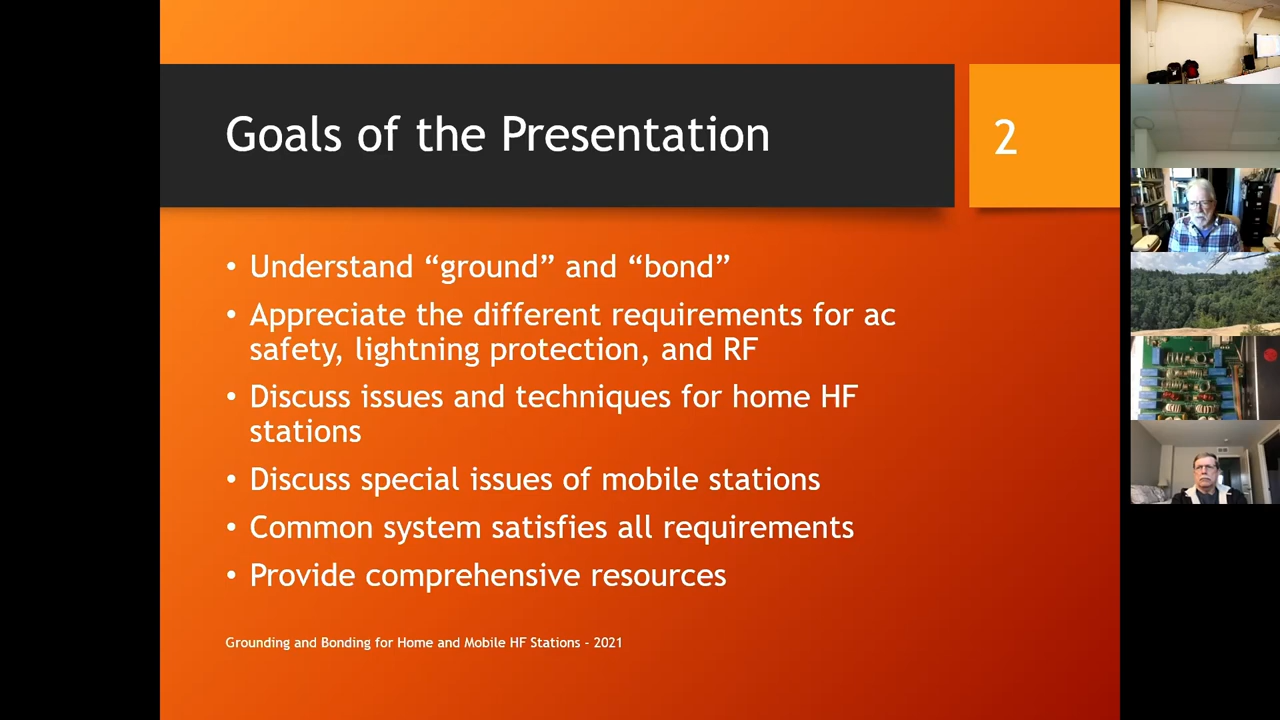 Goals of the Presentation
2
• Understand “ground” and “bond”
• Appreciate the different requirements for ac
safety, lightning protection, and RF
• Discuss issues and techniques for home HF
stations
• Discuss special issues of mobile stations
• Common system satisfies all requirements
• Provide comprehensive resources
Grounding and Bonding for Home and Mobile HF Stations - 2021